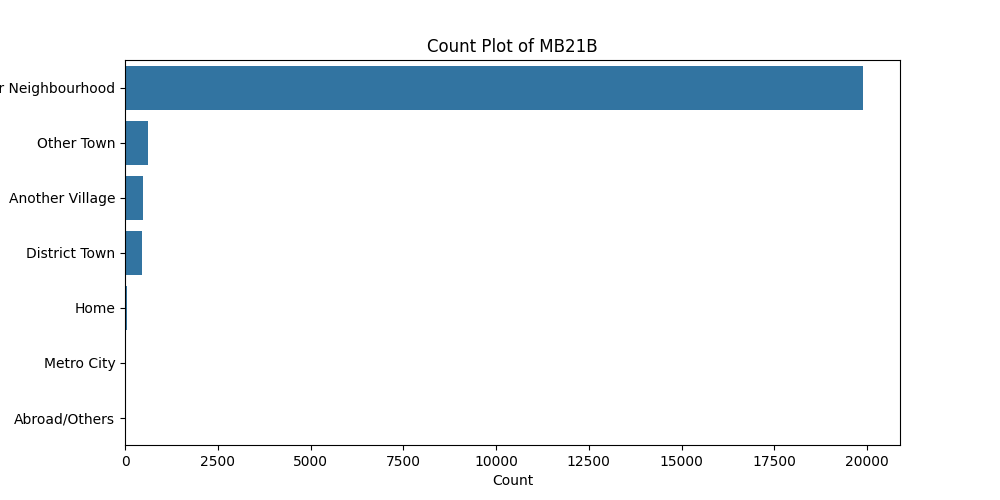 Count Plot of MB21B
Neighbourhood
Other Town
Another Village
District Town
Home
Metro City
Abroad/Others
0 2500 5000 7500 10000 12500 15000 17500 20000
Count